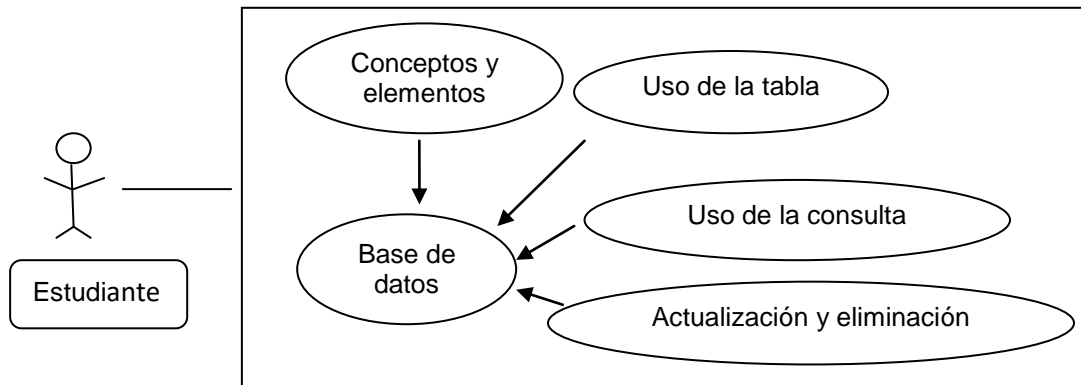 Conceptos y
elementos
Uso de la tabla
Uso de la consulta
Base de
datos
Estudiante
Actualización y eliminación